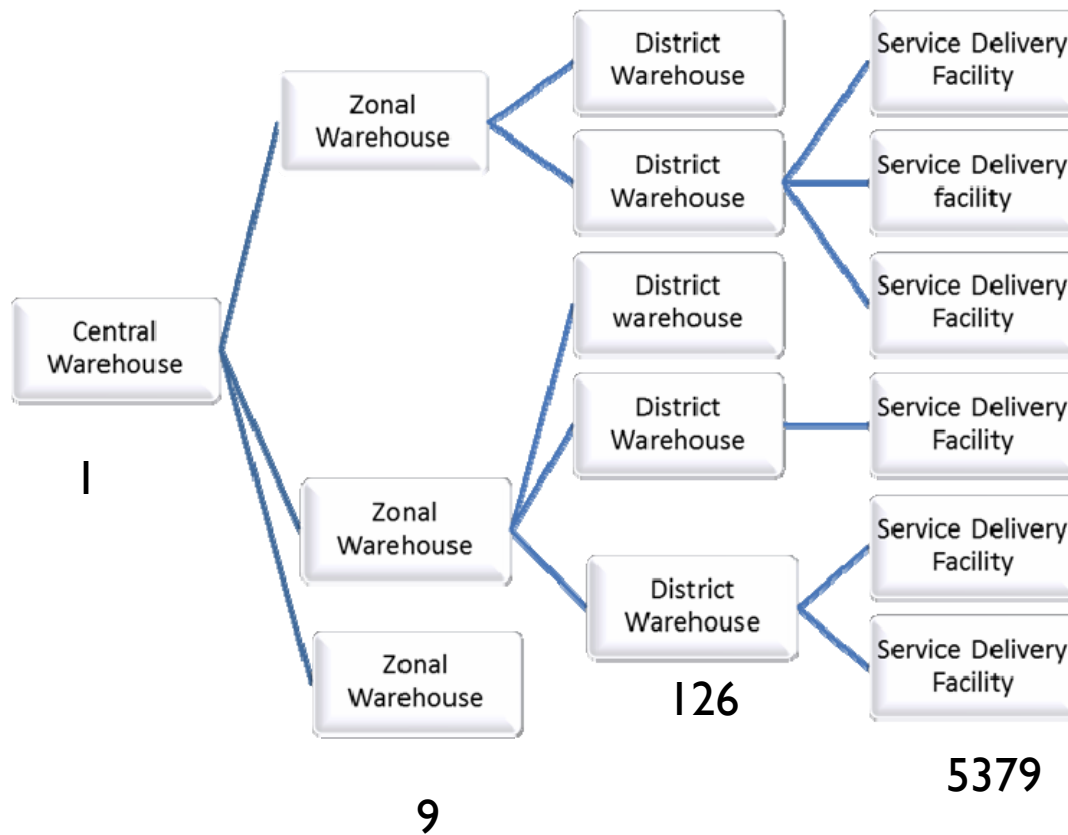 Central
Warehouse
1
Zonal
Warehouse
Zonal
Warehouse
Zonal
Warehouse
9
District
Warehouse
District
Warehouse
District
warehouse
District
Warehouse
District
Warehouse
126
Service Delivery
Facility
Service Delivery
facility
Service Delivery
Facility
Service Delivery
Facility
Service Delivery
Facility
Service Delivery
Facility
5379